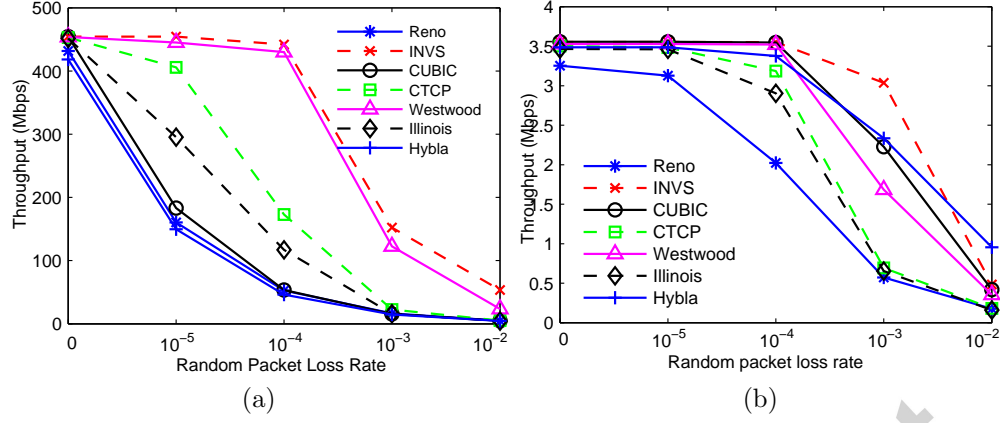 500
400
300
200
100
0
Throughput (Mbps)
0
10−5
10−4
10−3
10−2
Random Packet Loss Rate
Reno
INVS
CUBIC
CTCP
Westwood
Illinois
Hybla
(a)
4
3.5
3
2.5
2
1.5
1
0.5
0
Throughput (Mbps)
0
10−5
10−4
10−3
10−2
Random packet loss rate
Reno
INVS
CUBIC
CTCP
Westwood
Illinois
Hybla
(b)